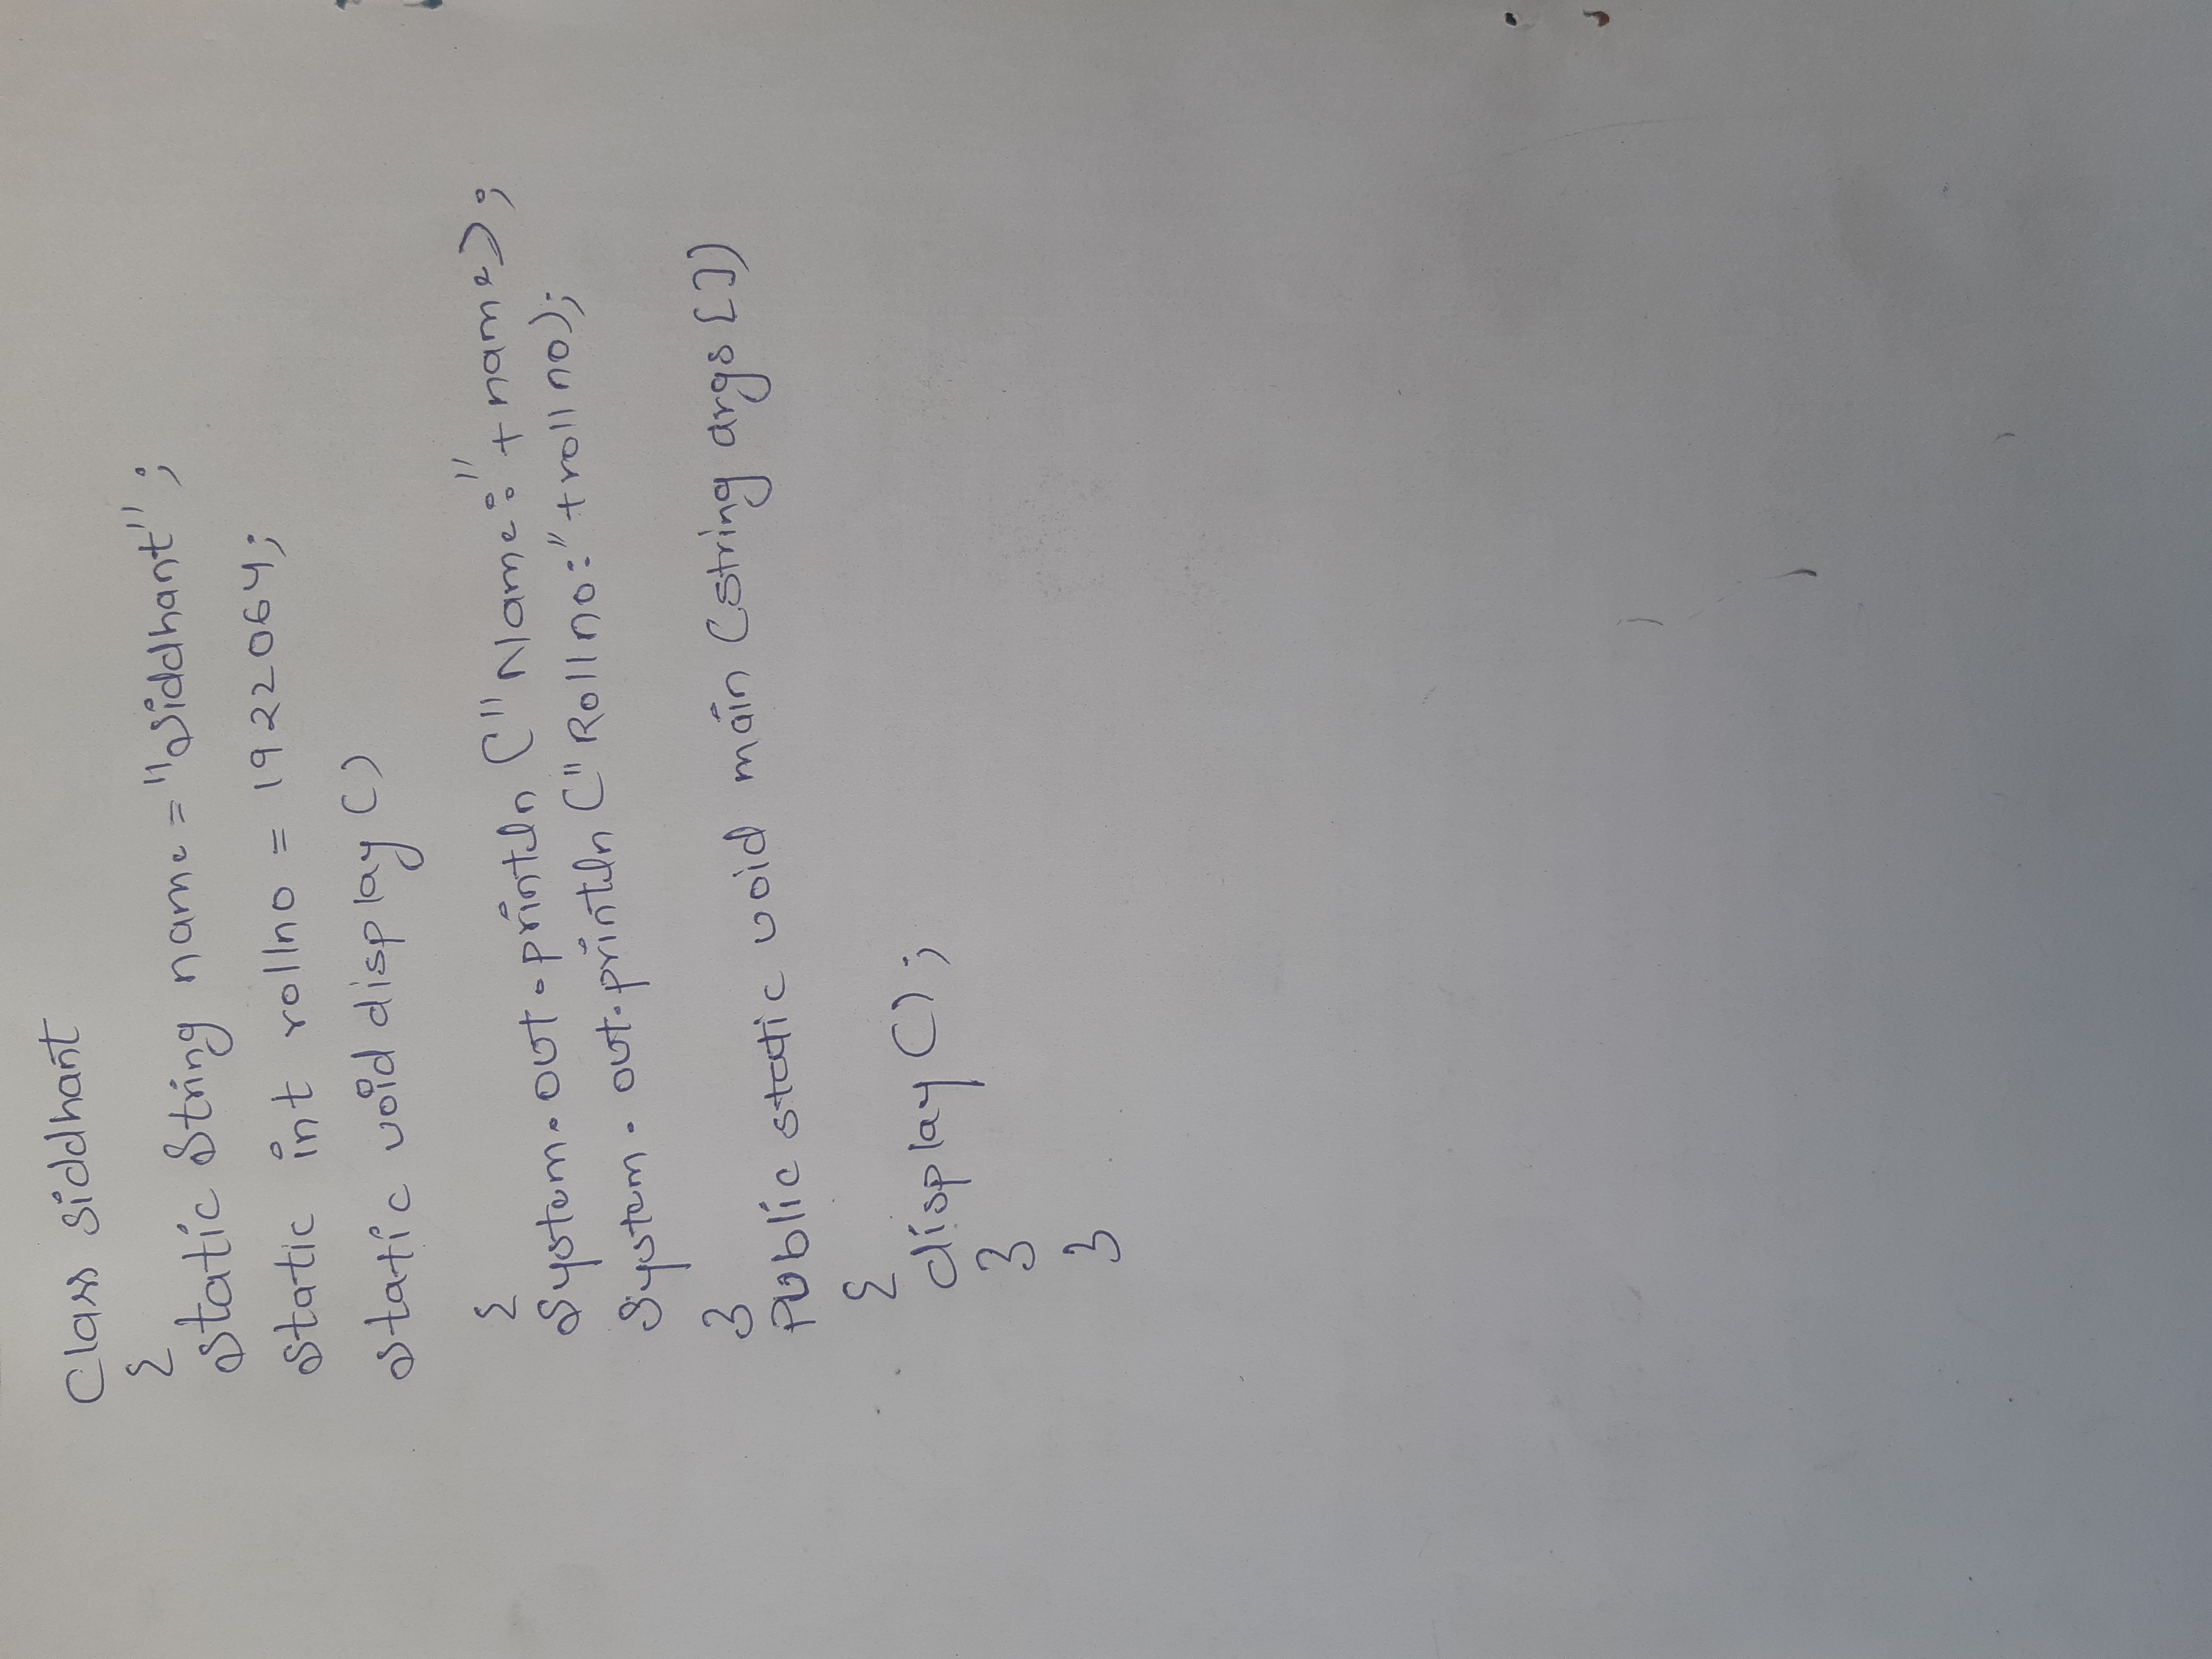 Class Siddhant
{
Static String name = "Siddhant";
Static int rollno = 1922064;
Static void display ()
{
System.out.println ("Name:"+name);
System.out.println ("Rollno:"+rollno);
}
Public static void main (string args [])
{
display ();
}
}